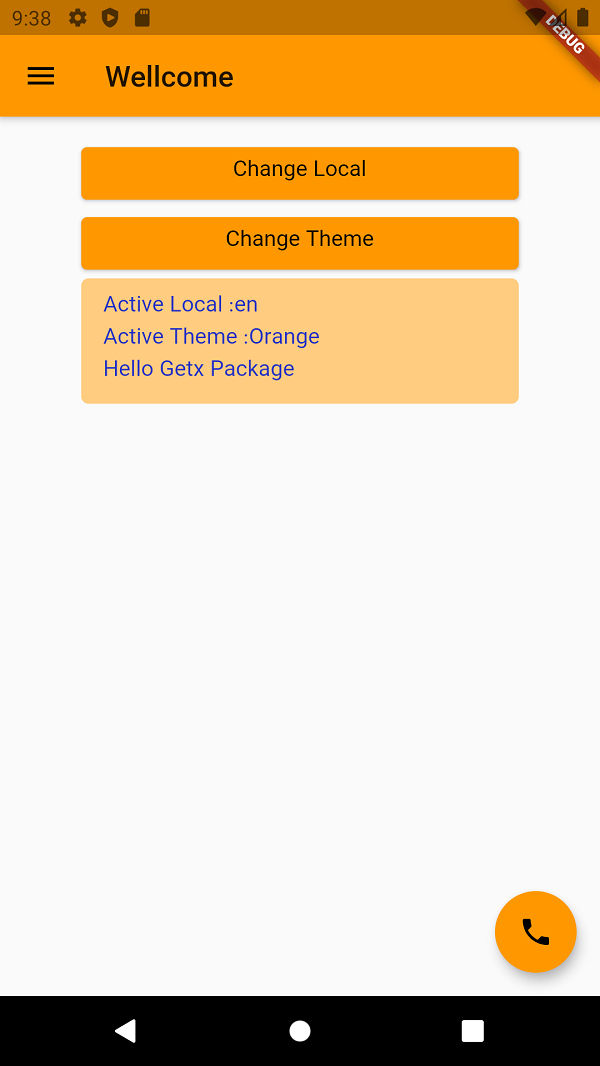 9:38
DEBUG
Wellcome
Change Local
Change Theme
Active Local :en
Active Theme :Orange
Hello Getx Package